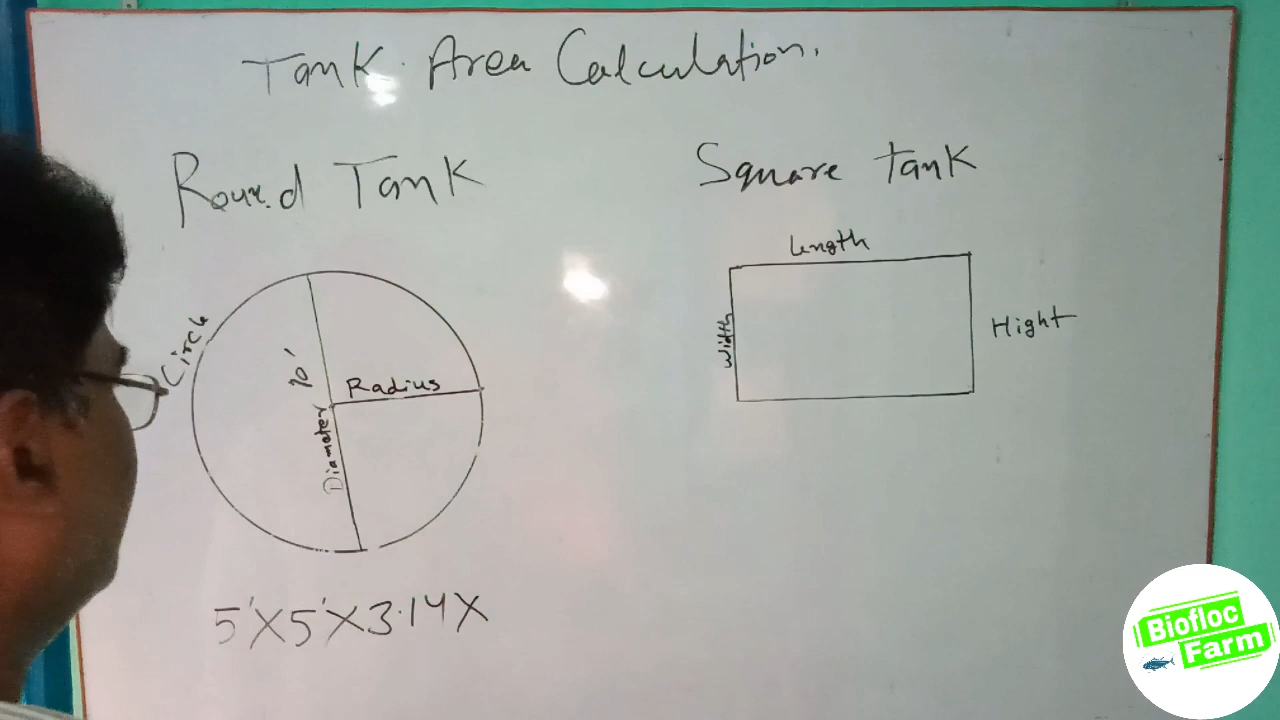 Tank Area Calculation.
Round Tank
Circle
10'
Radius
Diameter
5'X5'X3.14X
Square tank
Length
Width
Hight
Biofloc
Farm